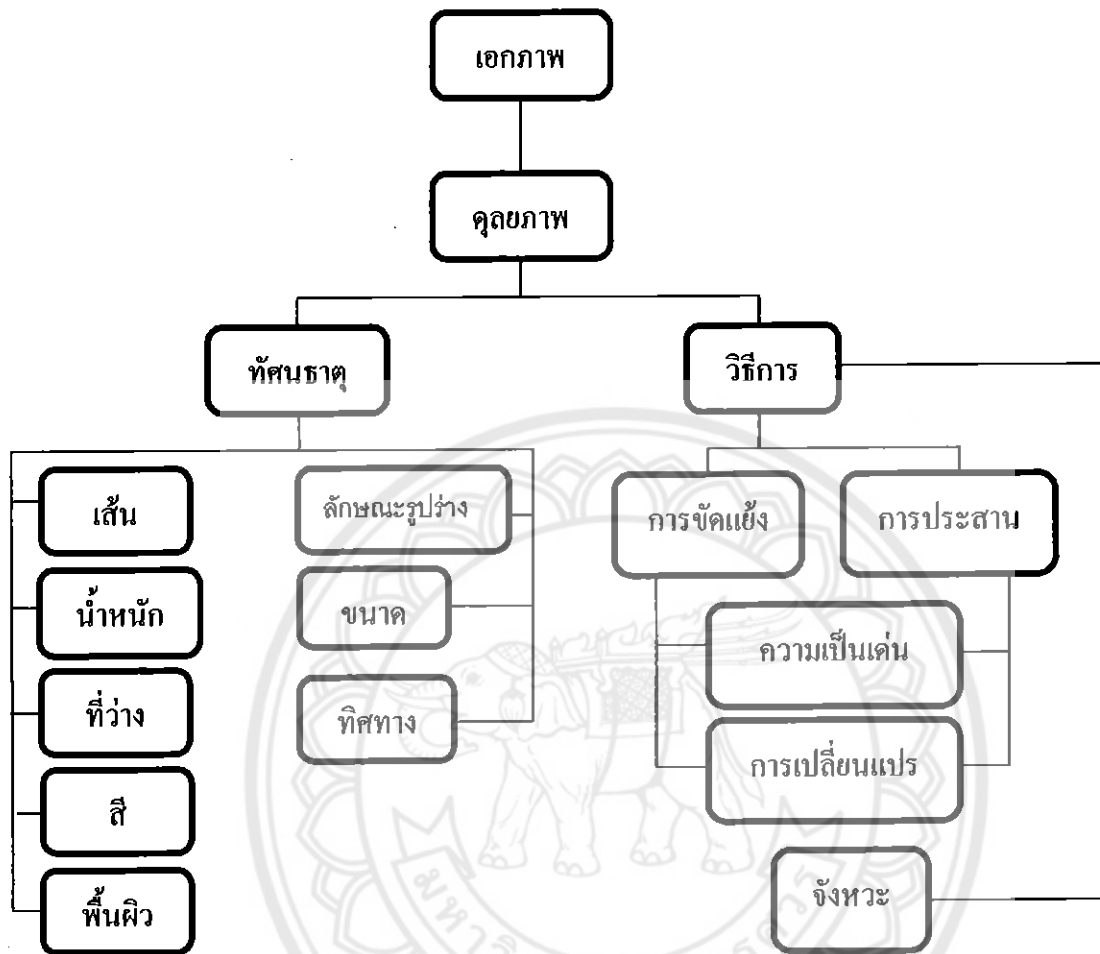 เอกภาพ
ดุลยภาพ
ทัศนธาตุ
วิธีการ
เส้น
น้ำหนัก
ที่ว่าง
สี
พื้นผิว
ลักษณะรูปร่าง
ขนาด
ทิศทาง
การขัดแย้ง
การประสาน
ความเป็นเด่น
การเปลี่ยนแปร
จังหวะ